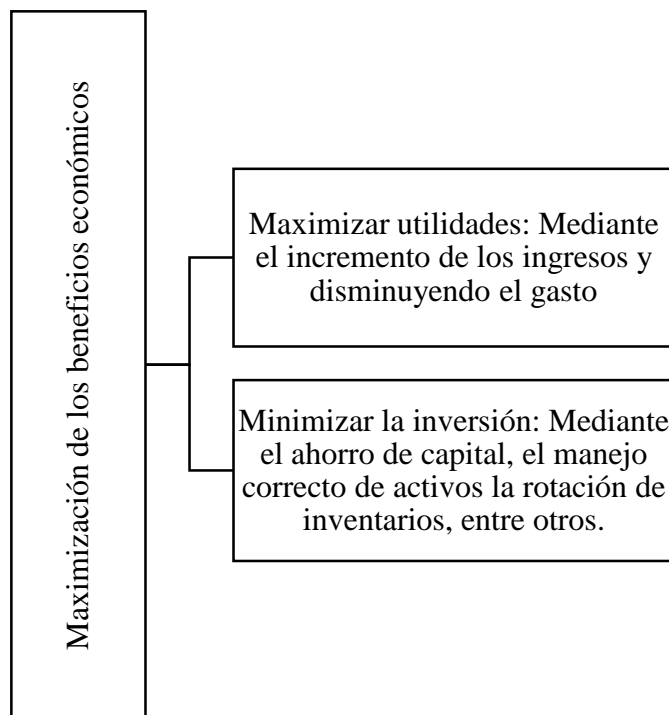 Maximización de los beneficios económicos
Maximizar utilidades: Mediante
el incremento de los ingresos y
disminuyendo el gasto
Minimizar la inversión: Mediante
el ahorro de capital, el manejo
correcto de activos la rotación de
inventarios, entre otros.